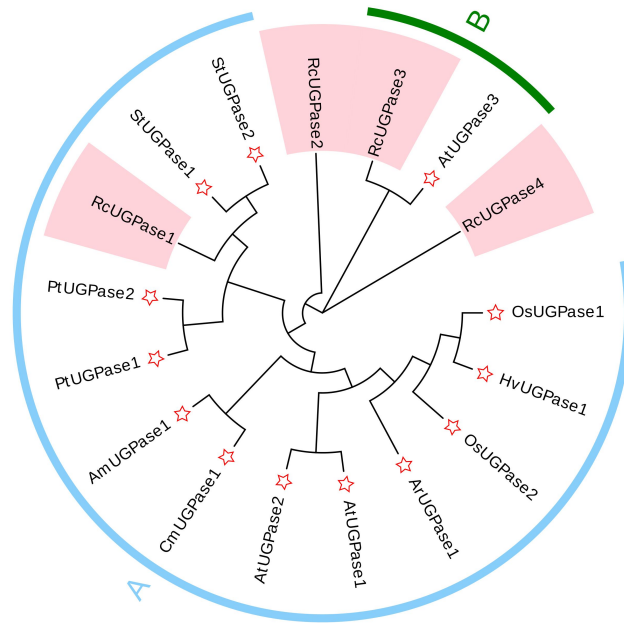 B
RcUGPase2
RcUGPase3
AtUGPase3
RcUGPase4
OsUGPase1
HvUGPase1
OsUGPase2
ArUGPase1
AtUGPase1
AtUGPase2
CmUGPase1
AmUGPase1
PtUGPase1
PtUGPase2
RcUGPase1
StUGPase1
StUGPase2
A